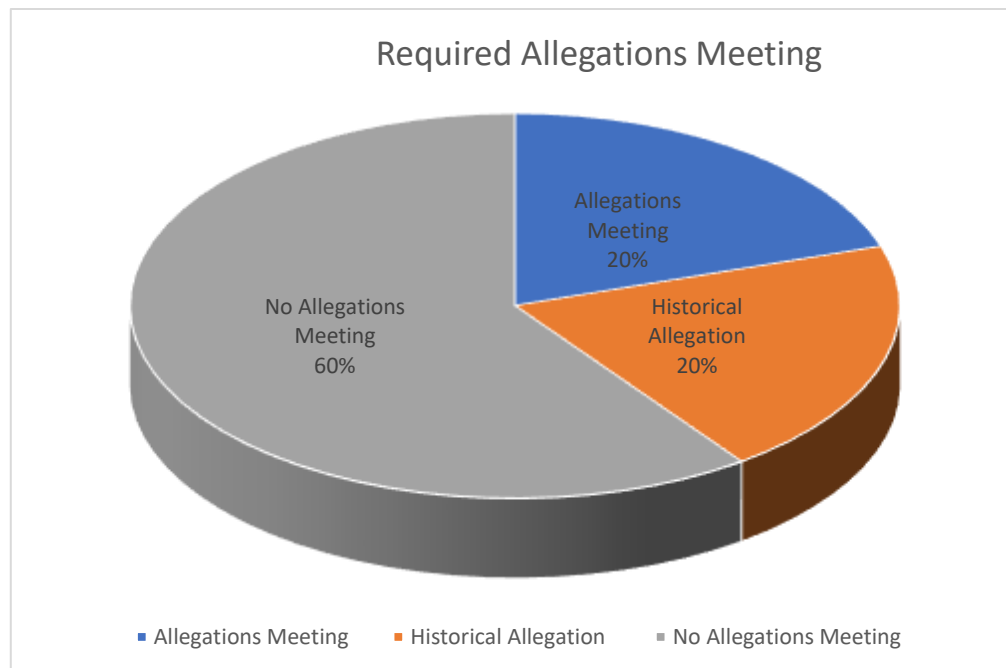 Required Allegations Meeting
Allegations
Meeting
20%
Historical
Allegation
20%
No Allegations
Meeting
60%
Allegations Meeting Historical Allegation No Allegations Meeting